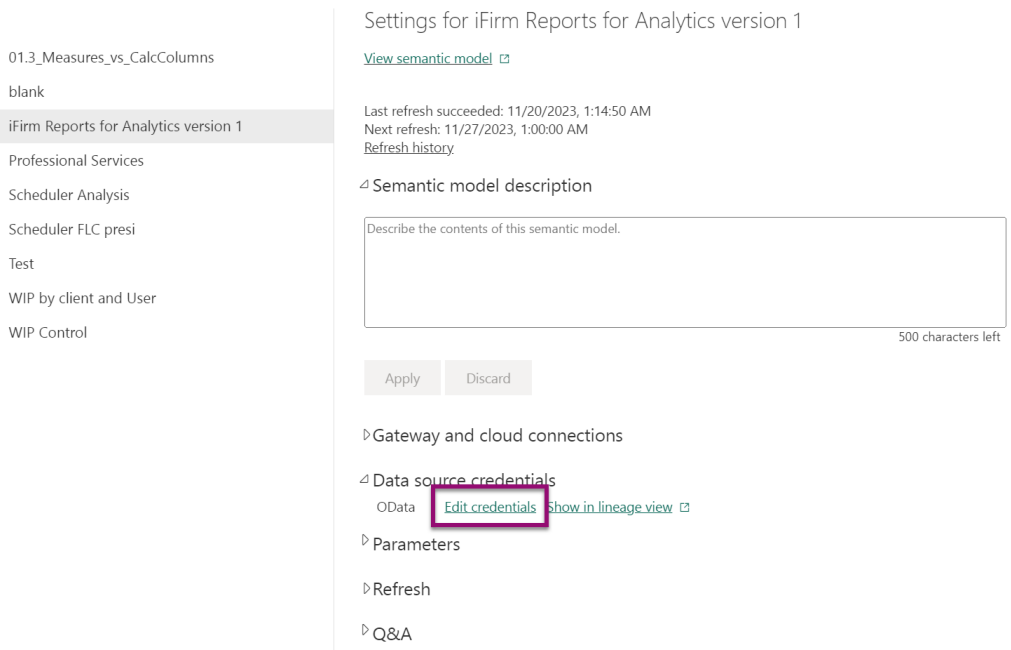 01.3_Measures_vs_CalcColumns
blank
iFirm Reports for Analytics version 1
Professional Services
Scheduler Analysis
Scheduler FLC presi
Test
WIP by client and User
WIP Control
Settings for iFirm Reports for Analytics version 1
View semantic model
Last refresh succeeded: 11/20/2023, 1:14:50 AM
Next refresh: 11/27/2023, 1:00:00 AM
Refresh history
Semantic model description
Describe the contents of this semantic model.
500 characters left
Apply Discard
Gateway and cloud connections
Data source credentials
OData Edit credentials Show in lineage view
Parameters
Refresh
Q&A